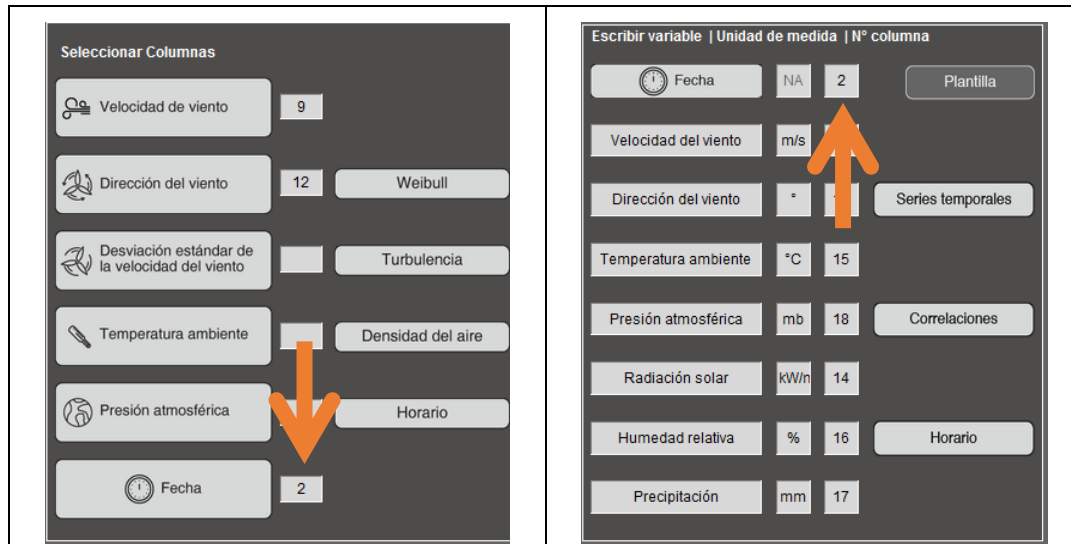 Seleccionar Columnas
Velocidad de viento 9
Dirección del viento 12 Weibull
Desviación estándar de
la velocidad del viento Turbulencia
Temperatura ambiente Densidad del aire
Presión atmosférica Horario
Fecha 2
Escribir variable | Unidad de medida | N° columna
Fecha NA 2 Plantilla
Velocidad del viento m/s
Dirección del viento ° Series temporales
Temperatura ambiente °C 15
Presión atmosférica mb 18 Correlaciones
Radiación solar 14
Humedad relativa % 16 Horario
Precipitación mm 17